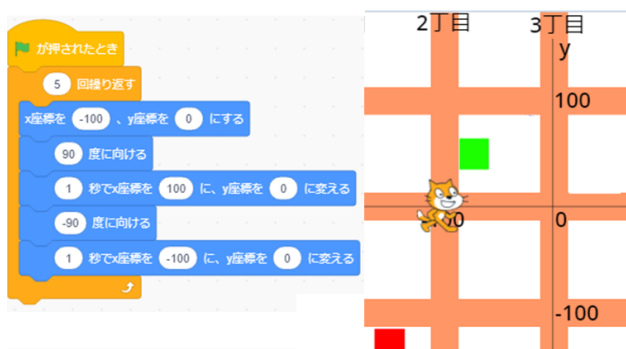 が押されたとき
5 回繰り返す
x座標を -100 、y座標を 0 にする
90 度に向ける
1 秒でx座標を 100 に、y座標を 0 に変える
-90 度に向ける
1 秒でx座標を -100 に、y座標を 0 に変える
2丁目
3丁目
y
100
0
-100